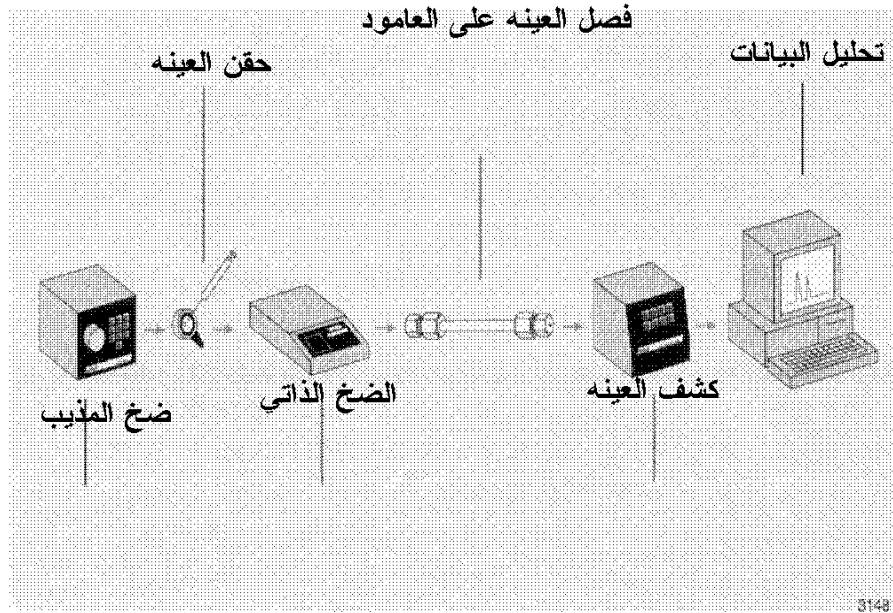 فصل العينه على العامود
تحليل البيانات
حقن العينه
كشف العينه
الضخ الذاتي
ضخ المذيب
3148